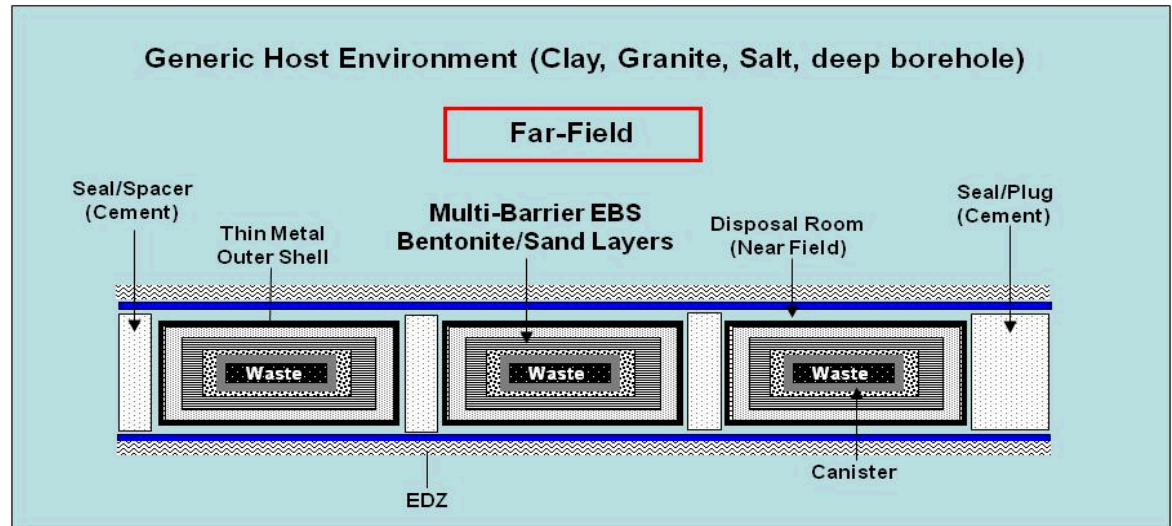 Generic Host Environment (Clay, Granite, Salt, deep borehole)
Far-Field
Seal/Spacer
(Cement)
Thin Metal
Outer Shell
Multi-Barrier EBS
Bentonite/Sand Layers
Disposal Room
(Near Field)
Seal/Plug
(Cement)
Waste
Waste
Waste
EDZ
Canister